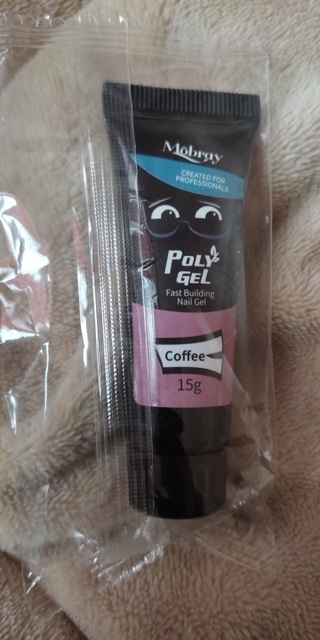 Mobray
CREATED FOR
PROFESSIONALS
POLY
GEL
Fast Building
Nail Gel
Coffee
15g